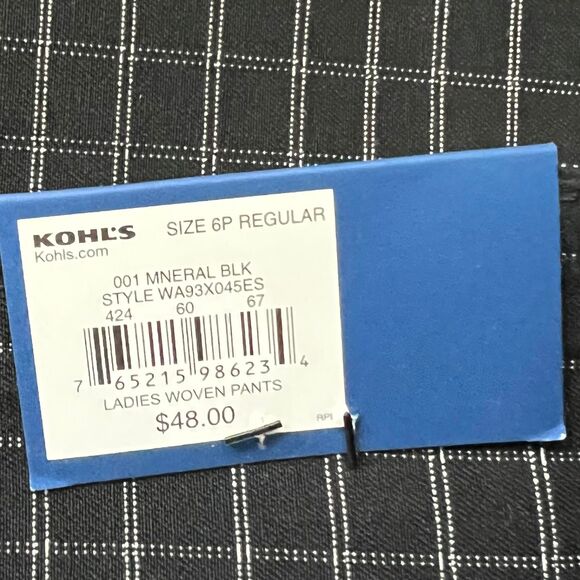 KOHL'S SIZE 6P REGULAR
Kohls.com
001 MNERAL BLK
STYLE WA93X045ES
424 60 67
7 65215 98623 4
LADIES WOVEN PANTS
$48.00 RPI